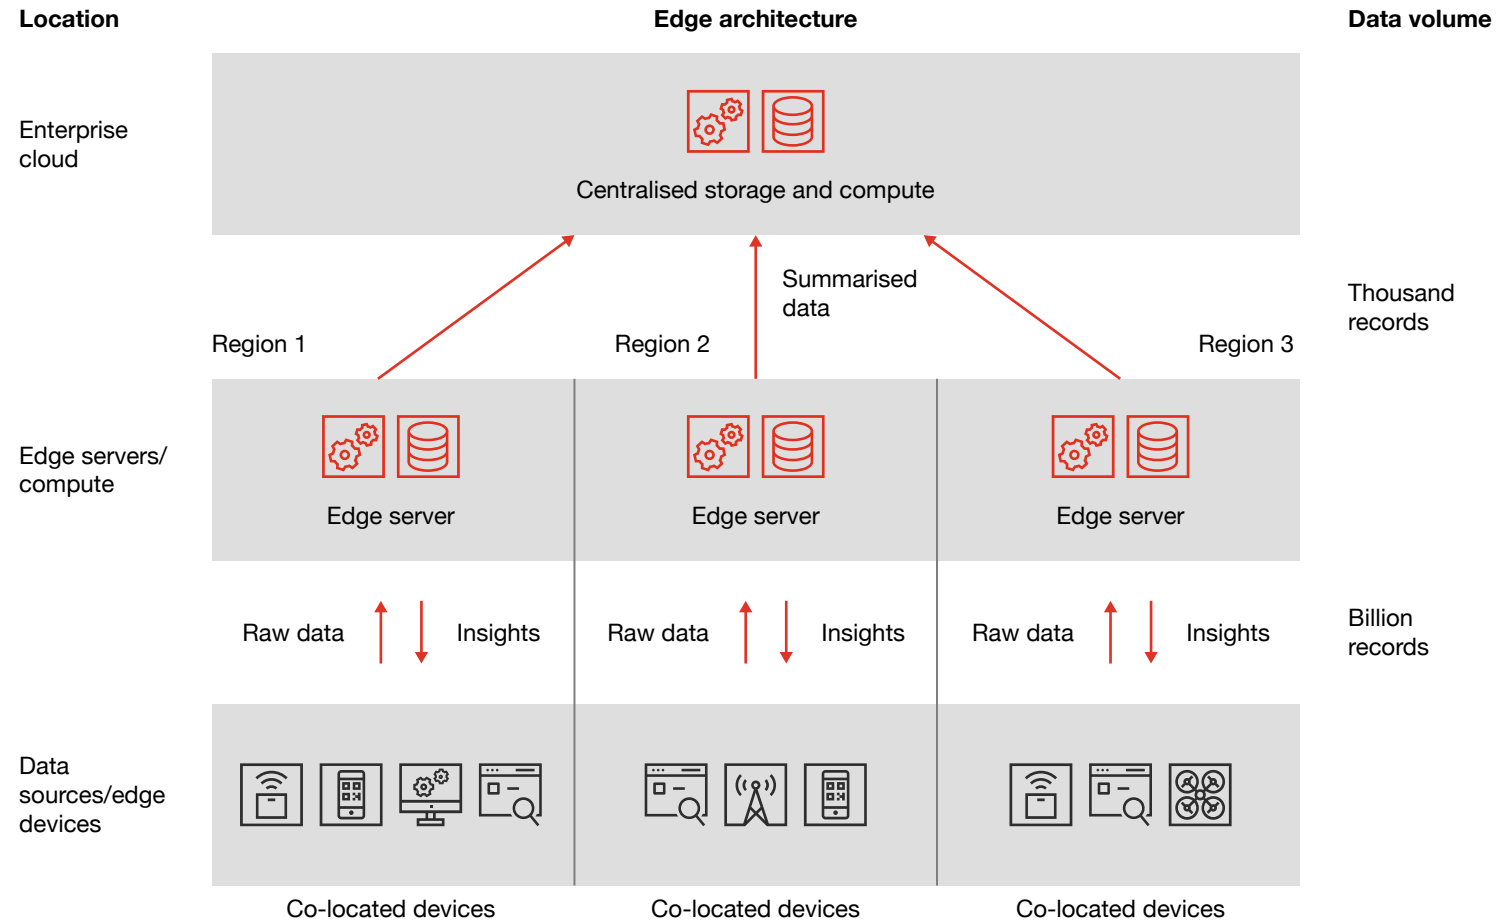 Location
Edge architecture
Data volume
Enterprise
cloud
Centralised storage and compute
Summarised
data
Thousand
records
Region 1
Region 2
Region 3
Edge servers/
compute
Edge server
Edge server
Edge server
Raw data
Insights
Raw data
Insights
Raw data
Insights
Billion
records
Data
sources/edge
devices
Co-located devices
Co-located devices
Co-located devices